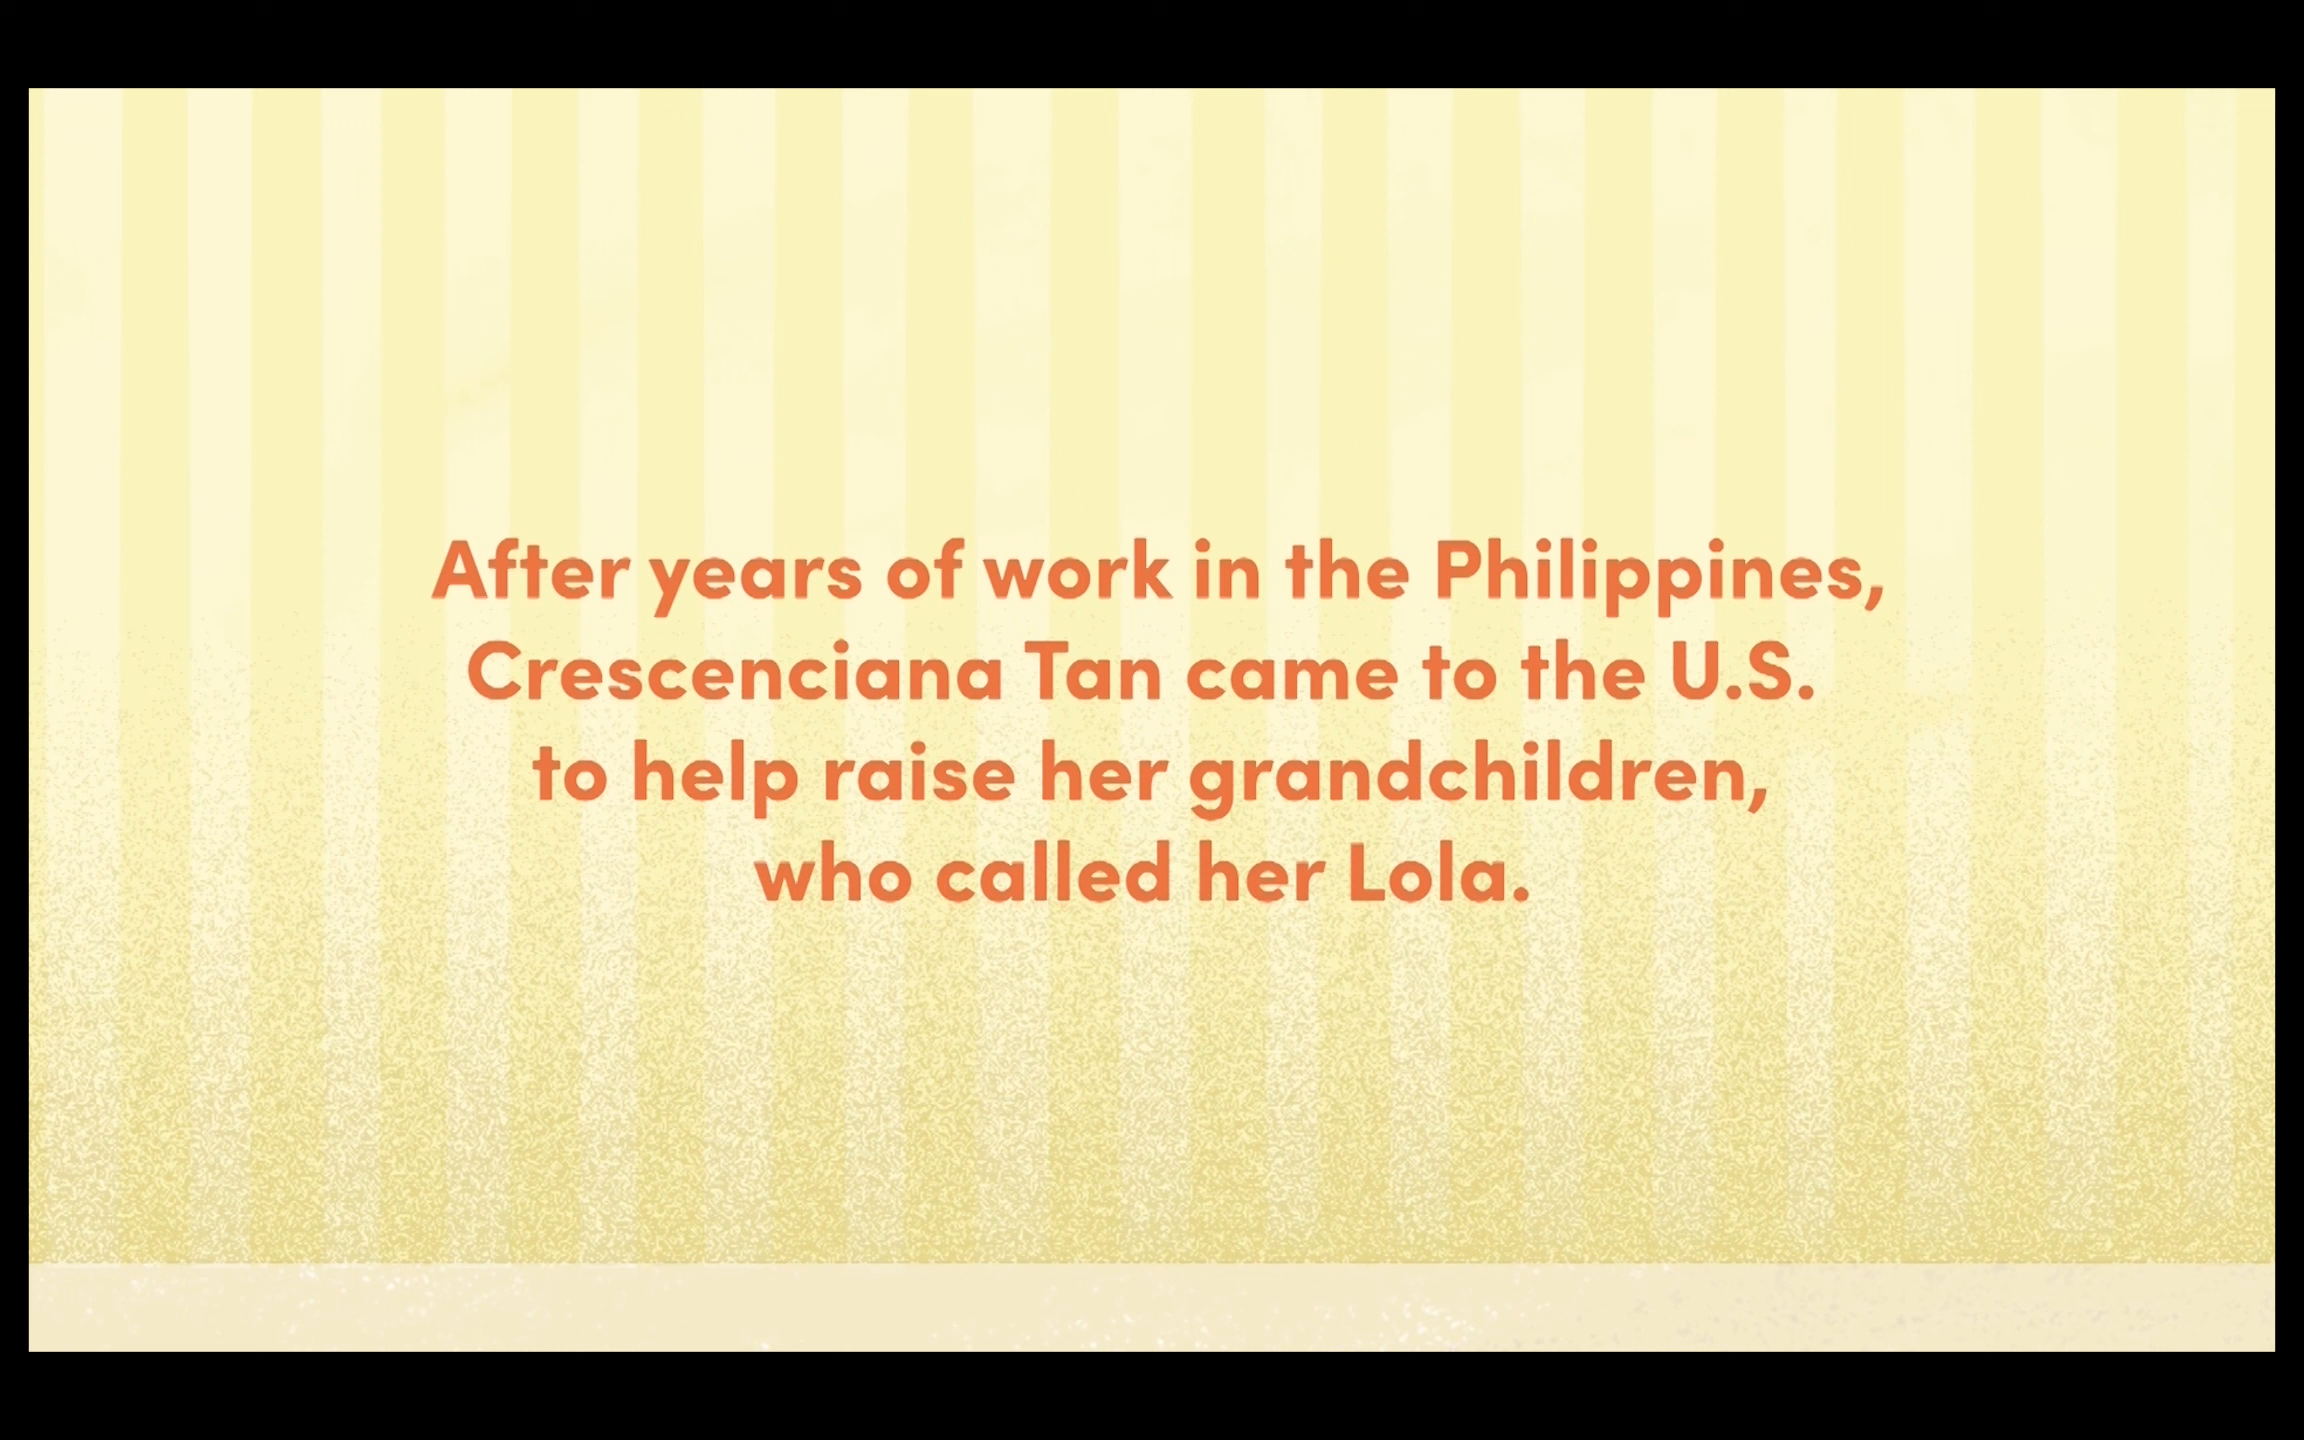 After years of work in the Philippines,
Crescenciana Tan came to the U.S.
to help raise her grandchildren,
who called her Lola.